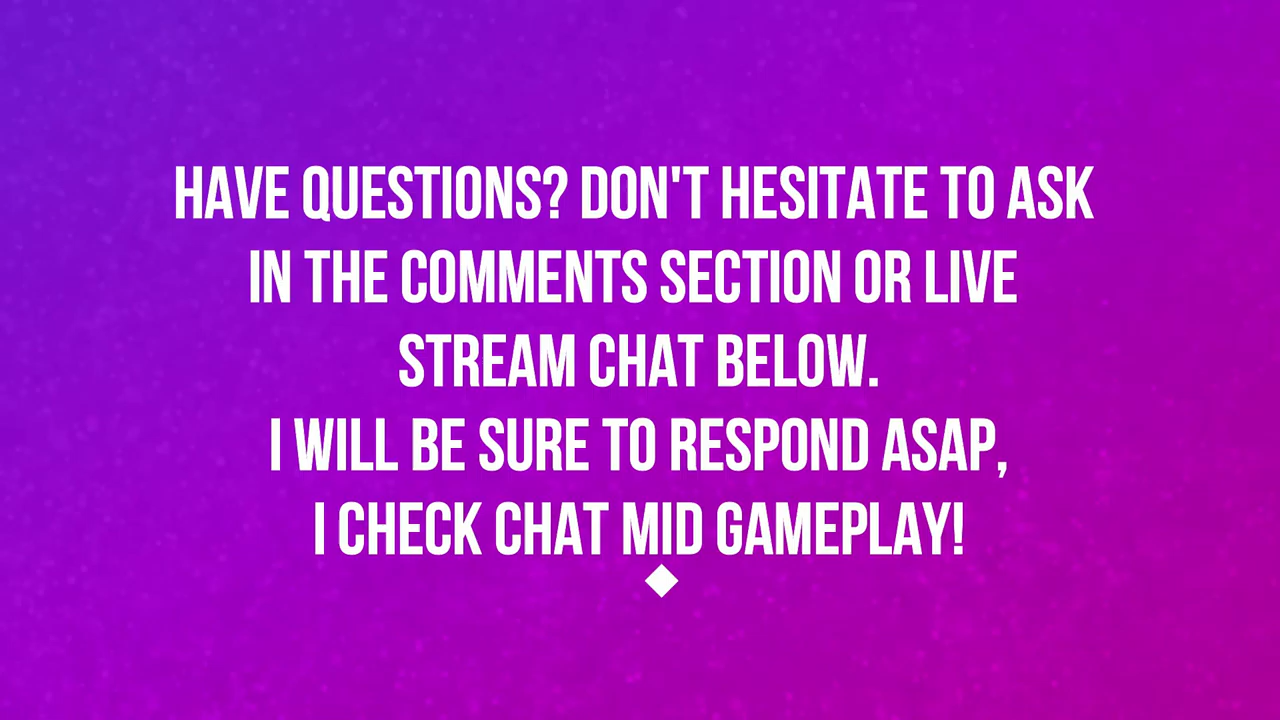 HAVE QUESTIONS? DON'T HESITATE TO ASK
IN THE COMMENTS SECTION OR LIVE
STREAM CHAT BELOW.
I WILL BE SURE TO RESPOND ASAP,
I CHECK CHAT MID GAMEPLAY!